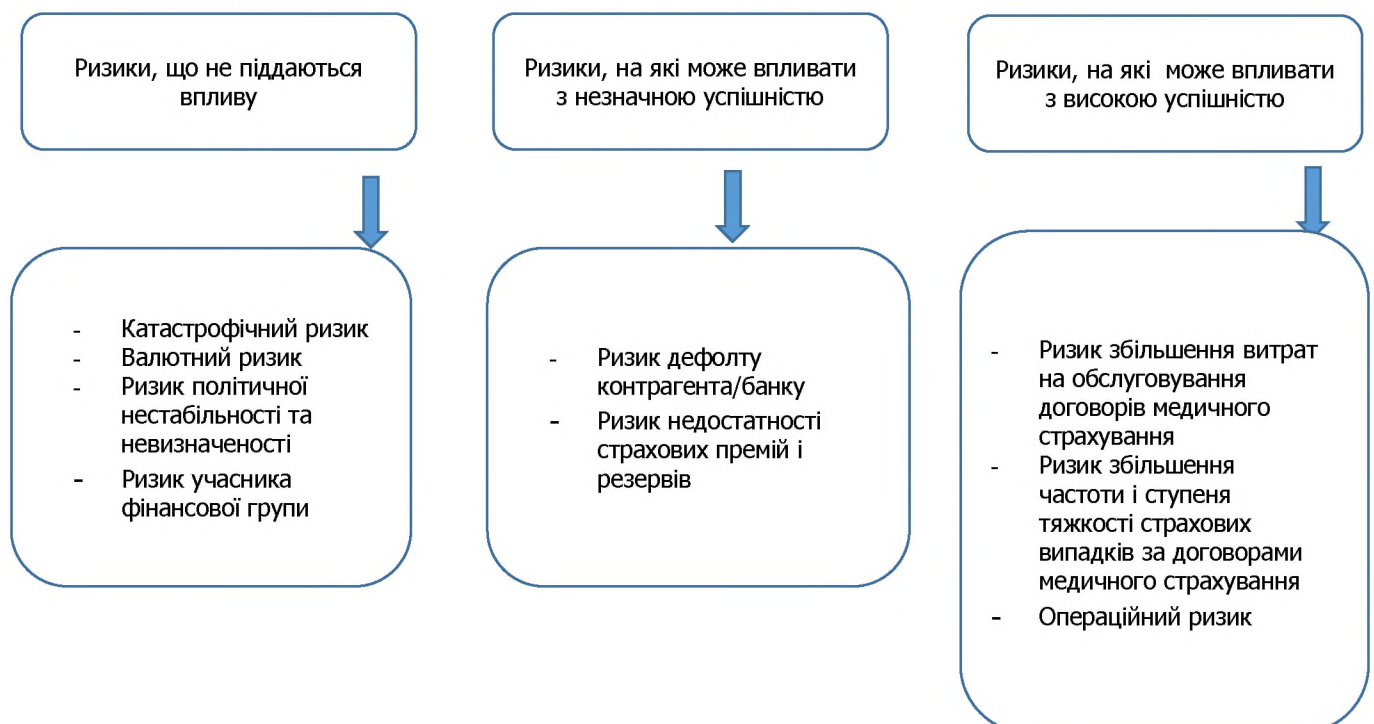 Ризики, що не піддаються
впливу
Ризики, на які може впливати
з незначною успішністю
Ризики, на які може впливати
з високою успішністю
- Катастрофічний ризик
- Валютний ризик
- Ризик політичної
нестабільності та
невизначеності
- Ризик учасника
фінансової групи
- Ризик дефолту
контрагента/банку
- Ризик недостатності
страхових премій і
резервів
- Ризик збільшення витрат
на обслуговування
договорів медичного
страхування
- Ризик збільшення
частоти і ступеня
тяжкості страхових
випадків за договорами
медичного страхування
- Операційний ризик